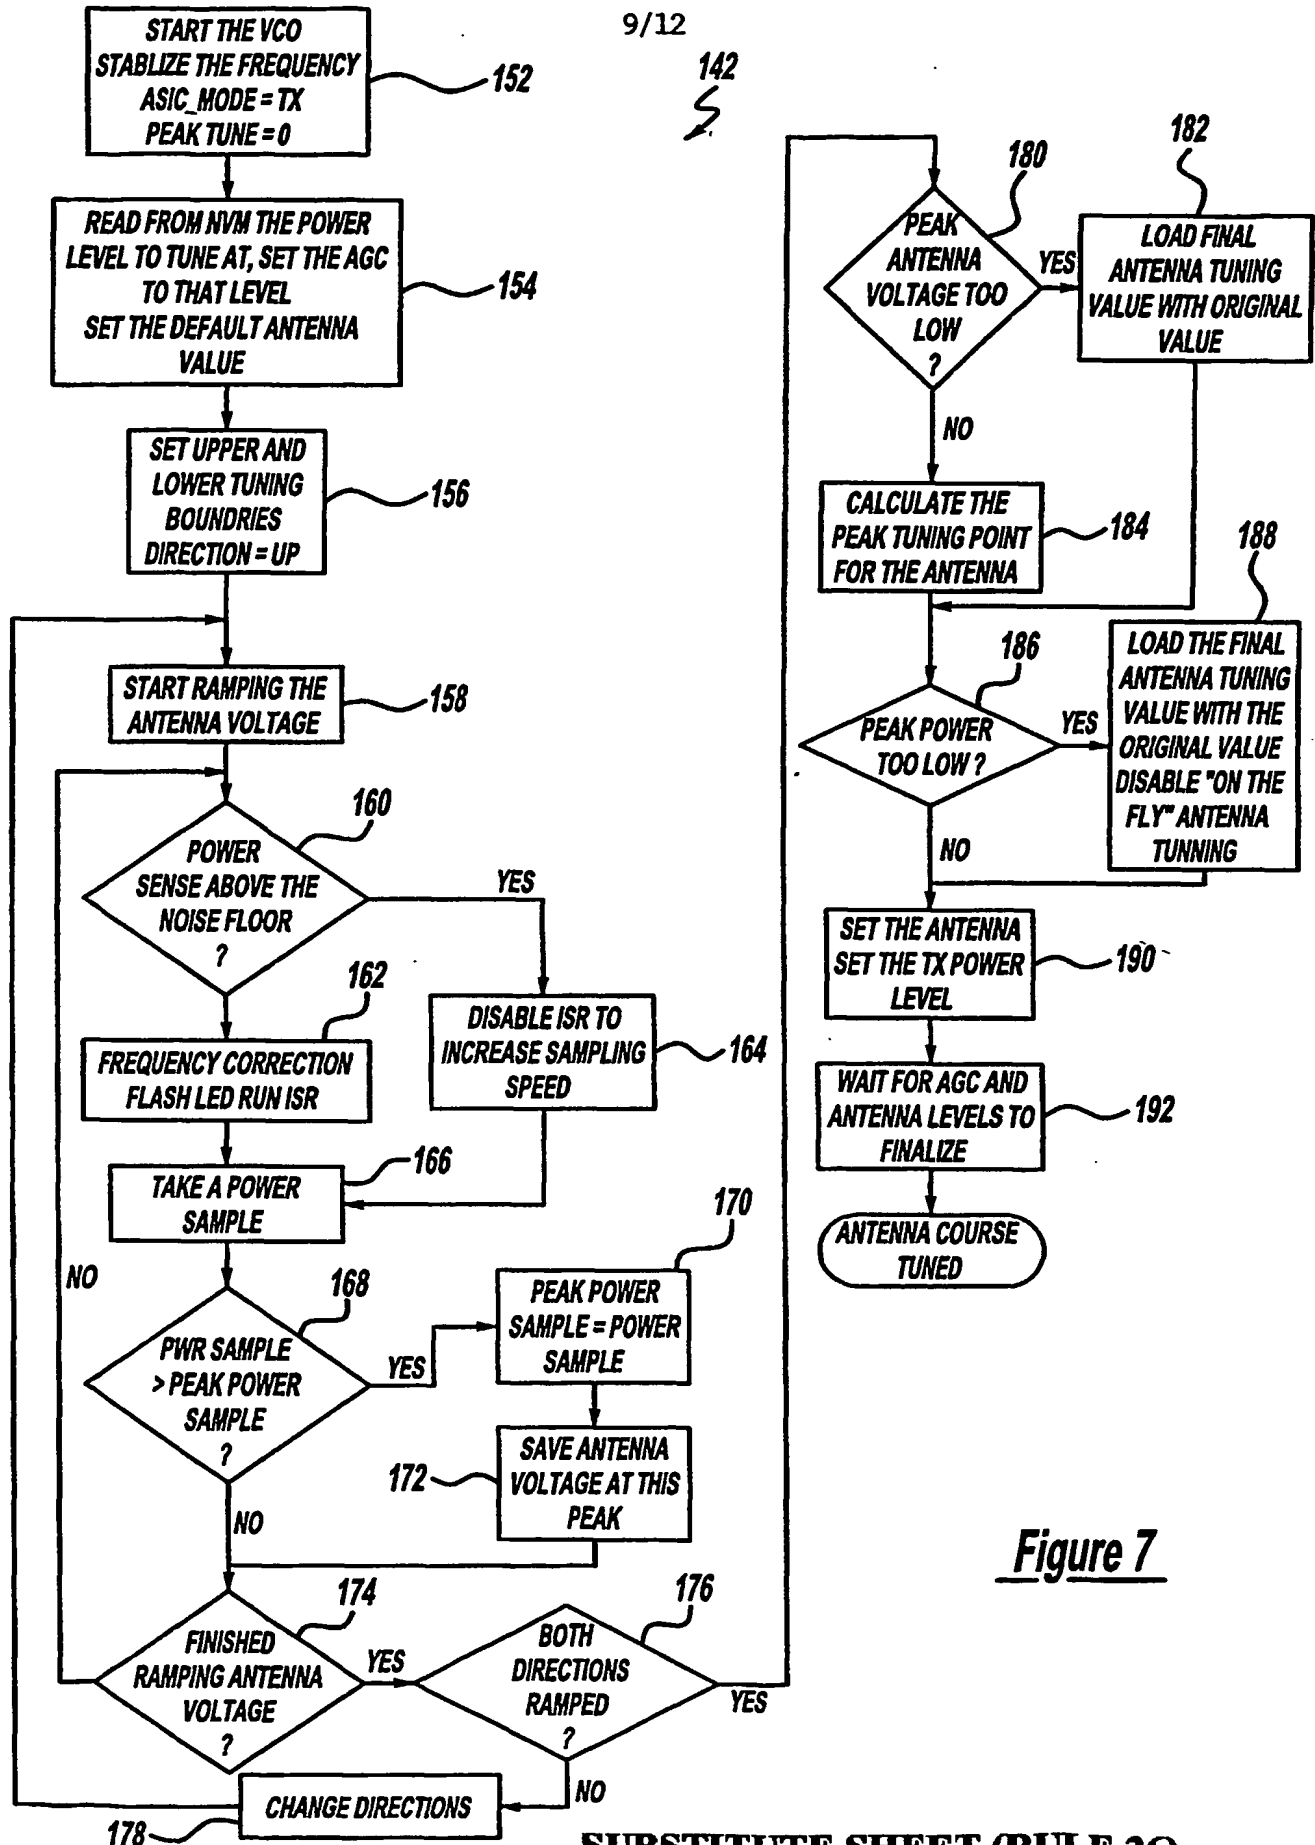 9/12
142
START THE VCO
STABLIZE THE FREQUENCY
ASIC_MODE = TX
PEAK TUNE = 0
152
READ FROM NVM THE POWER
LEVEL TO TUNE AT, SET THE AGC
TO THAT LEVEL
SET THE DEFAULT ANTENNA
VALUE
154
SET UPPER AND
LOWER TUNING
BOUNDRIES
DIRECTION = UP
156
START RAMPING THE
ANTENNA VOLTAGE
158
POWER
SENSE ABOVE THE
NOISE FLOOR
?
160
YES
162
FREQUENCY CORRECTION
FLASH LED RUN ISR
DISABLE ISR TO
INCREASE SAMPLING
SPEED
164
TAKE A POWER
SAMPLE
166
NO
PWR SAMPLE
> PEAK POWER
SAMPLE
?
168
YES
170
PEAK POWER
SAMPLE = POWER
SAMPLE
172
SAVE ANTENNA
VOLTAGE AT THIS
PEAK
NO
174
FINISHED
RAMPING ANTENNA
VOLTAGE
?
YES
176
BOTH
DIRECTIONS
RAMPED
?
YES
NO
CHANGE DIRECTIONS
178
180
PEAK
ANTENNA
VOLTAGE TOO
LOW
?
YES
182
LOAD FINAL
ANTENNA TUNING
VALUE WITH ORIGINAL
VALUE
NO
CALCULATE THE
PEAK TUNING POINT
FOR THE ANTENNA
184
186
PEAK POWER
TOO LOW ?
YES
188
LOAD THE FINAL
ANTENNA TUNING
VALUE WITH THE
ORIGINAL VALUE
DISABLE "ON THE
FLY" ANTENNA
TUNNING
NO
SET THE ANTENNA
SET THE TX POWER
LEVEL
190
WAIT FOR AGC AND
ANTENNA LEVELS TO
FINALIZE
192
ANTENNA COURSE
TUNED
Figure 7
SUBSTITUTE SHEET (RULE